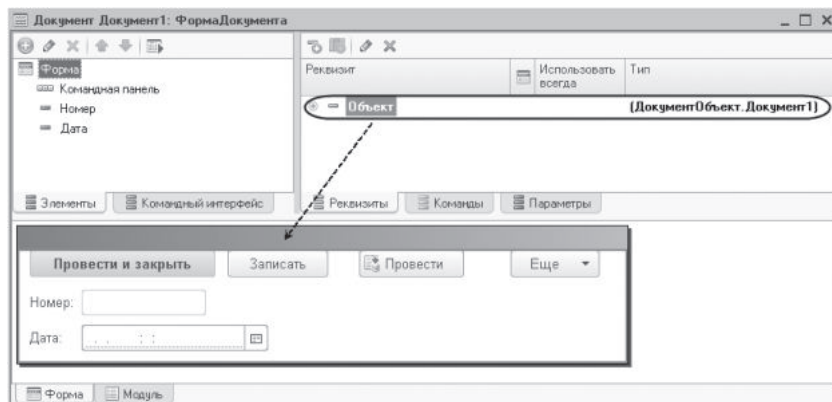 Документ Документ1: ФормаДокумента
Реквизит
Использовать всегда
Тип
Форма
Командная панель
Номер
Дата
Объект
(ДокументОбъект.Документ1)
Элементы
Командный интерфейс
Реквизиты
Команды
Параметры
Провести и закрыть
Записать
Провести
Еще
Номер:
Дата:
. . : :
Форма
Модуль